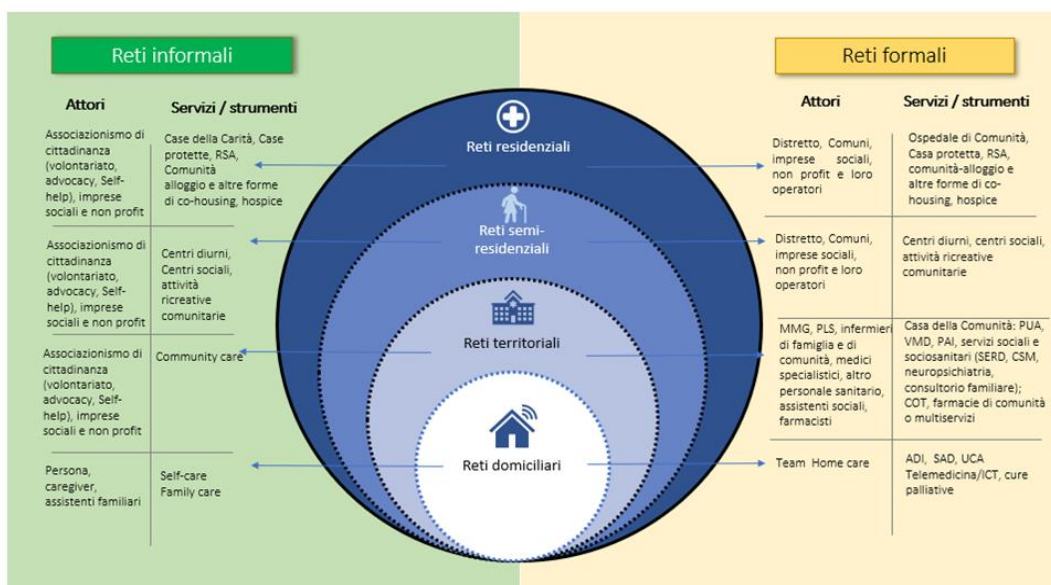 Reti informali
Attori
Servizi / strumenti
Associazionismo di
cittadinanza
(volontariato,
advocacy, Self-
help), imprese
sociali e non profit
Case della Carità, Case
protette, RSA,
Comunità
alloggio e altre forme
di co-housing, hospice
Associazionismo di
cittadinanza
(volontariato,
advocacy, Self-
help), imprese
sociali e non profit
Centri diurni,
Centri sociali,
attività
ricreative
comunitarie
Associazionismo di
cittadinanza
(volontariato,
advocacy, Self-
help), imprese
sociali e non profit
Community care
Persona,
caregiver,
assistenti familiari
Self-care
Family care
Reti residenziali
Reti semi-
residenziali
Reti territoriali
Reti domiciliari
Reti formali
Attori
Servizi / strumenti
Distretto, Comuni,
imprese sociali,
non profit e loro
operatori
Ospedale di Comunità,
Casa protetta, RSA,
comunità-alloggio e
altre forme di co-
housing, hospice
Distretto, Comuni,
imprese sociali,
non profit e loro
operatori
Centri diurni, centri sociali,
attività ricreative
comunitarie
MMG, PLS, infermieri
di famiglia e di
comunità, medici
specialistici, altro
personale sanitario,
assistenti sociali,
farmacisti
Casa della Comunità: PUA,
VMD, PAI, servizi sociali e
sociosanitari (SERD, CSM,
neuropsichiatria,
consultorio familiare);
COT, farmacie di comunità
o multiservizi
Team Home care
ADI, SAD, UCA
Telemedicina/ICT, cure
palliative